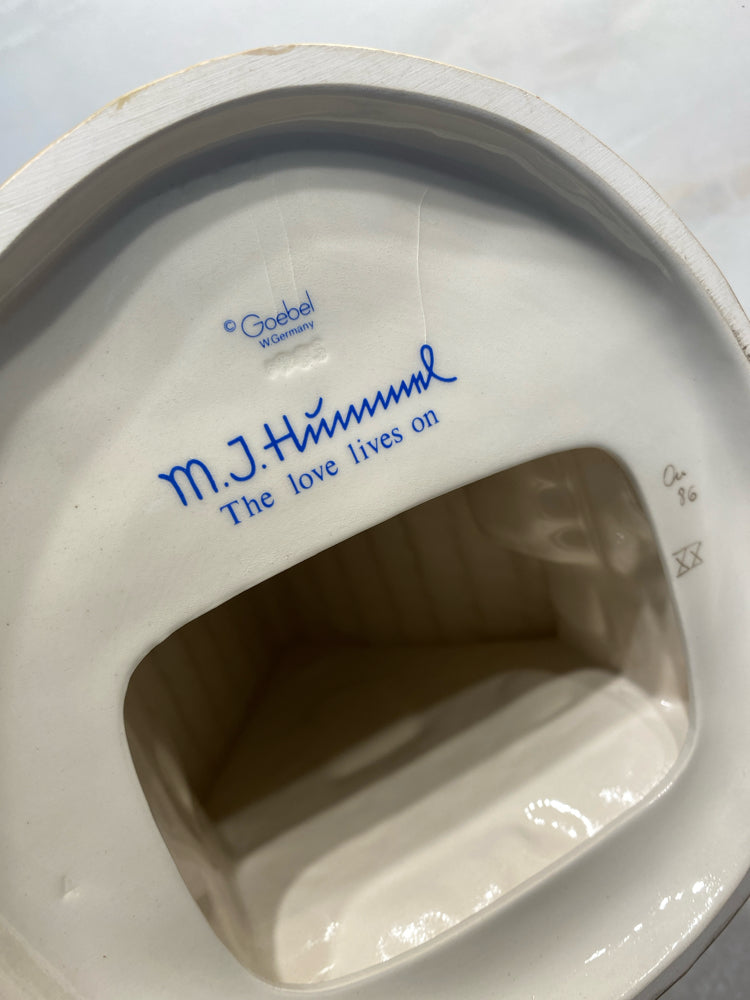 © Goebel
W.Germany
M.J.Hummel
The love lives on
86